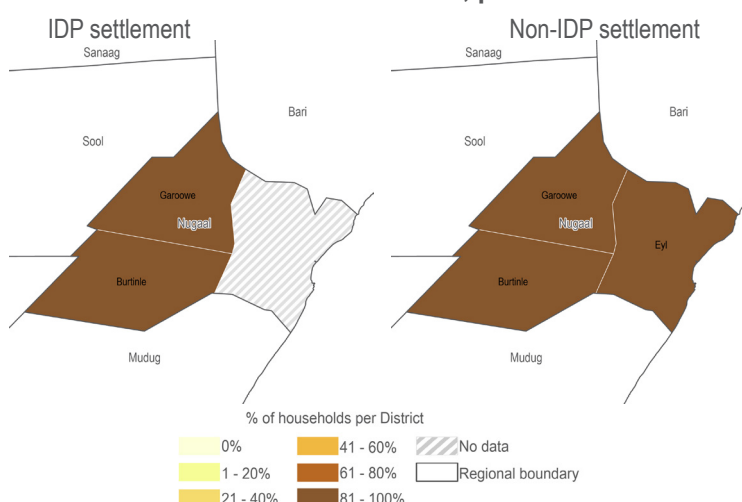 IDP settlement
Sanaag
Bari
Sool
Garoowe
Nugaal
Burtinle
Mudug
Non-IDP settlement
Sanaag
Bari
Sool
Garoowe
Nugaal
Eyl
Burtinle
Mudug
% of households per District
0%
1 - 20%
21 - 40%
41 - 60%
61 - 80%
81 - 100%
No data
Regional boundary